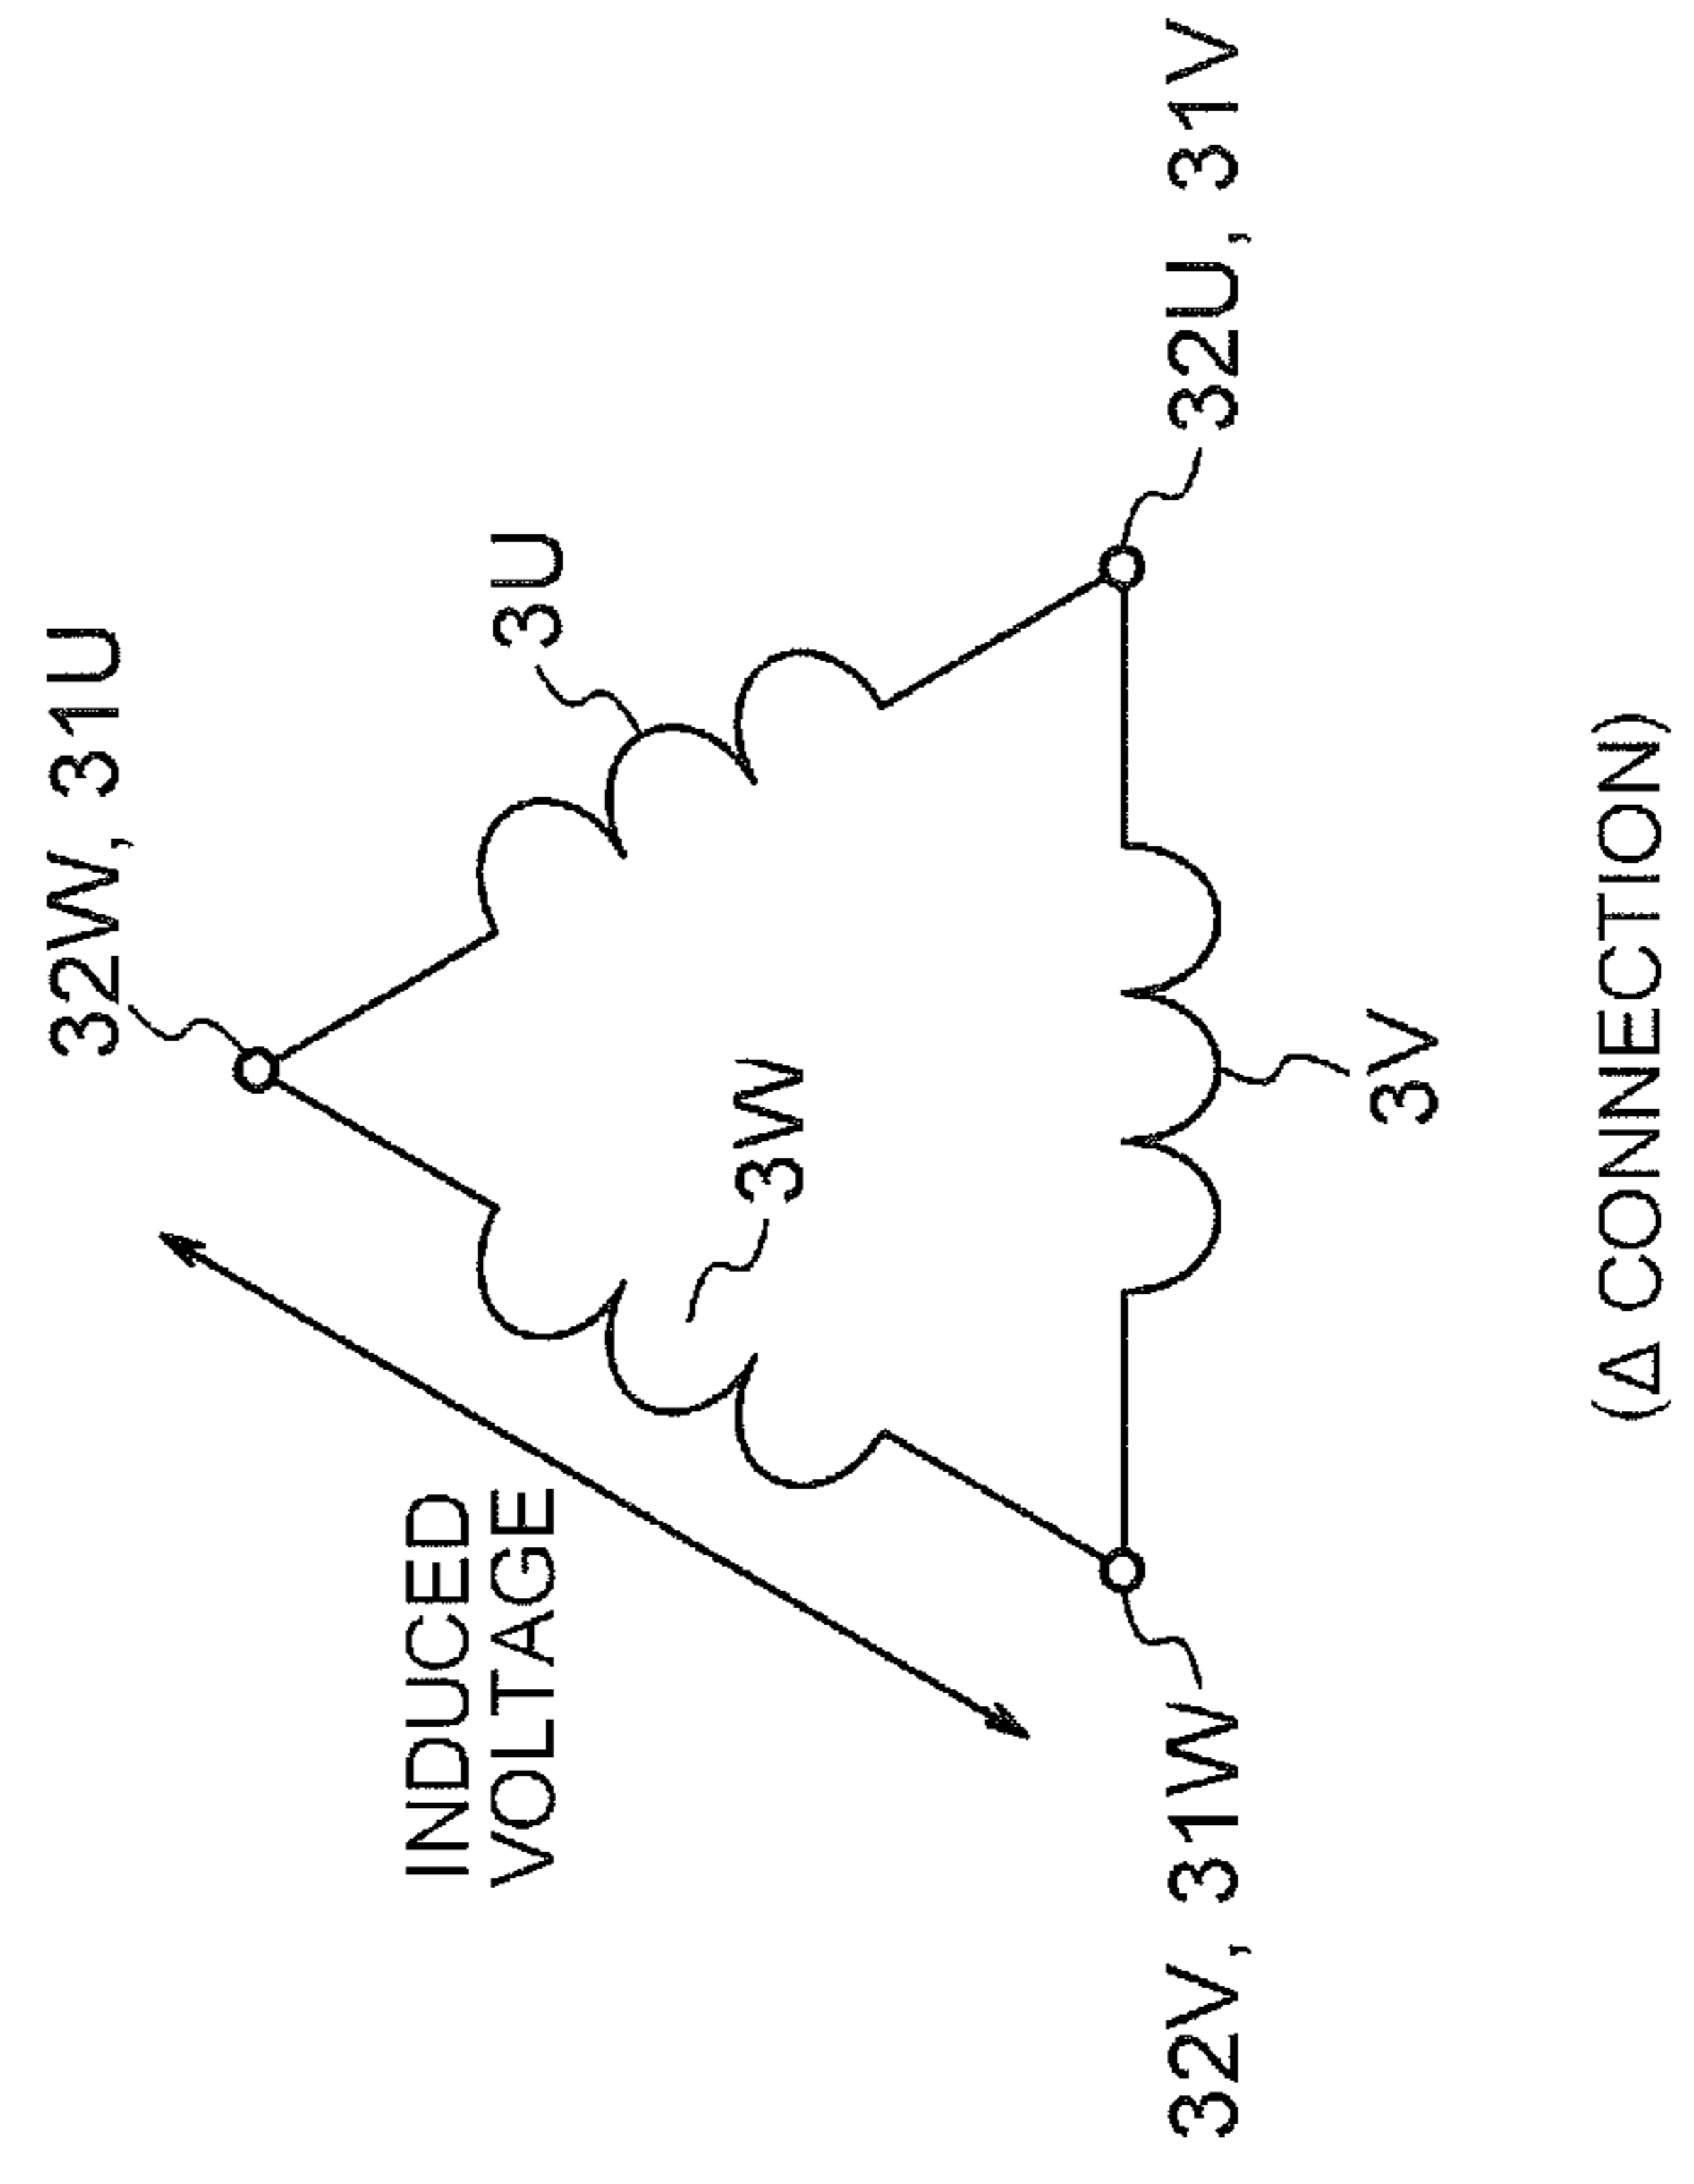 32W, 31U
3U
INDUCED
VOLTAGE
3W
32V, 31W
32U, 31V
3V
(Δ CONNECTION)